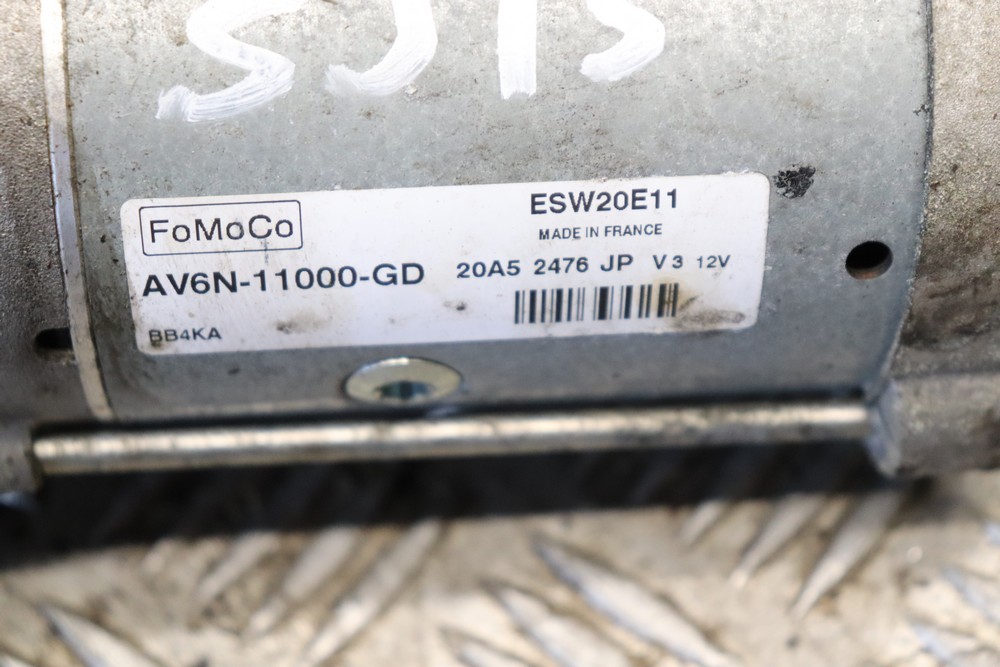 FoMoCo
ESW20E11
MADE IN FRANCE
AV6N-11000-GD
20A5 2476 JP V3 12V
BB4KA